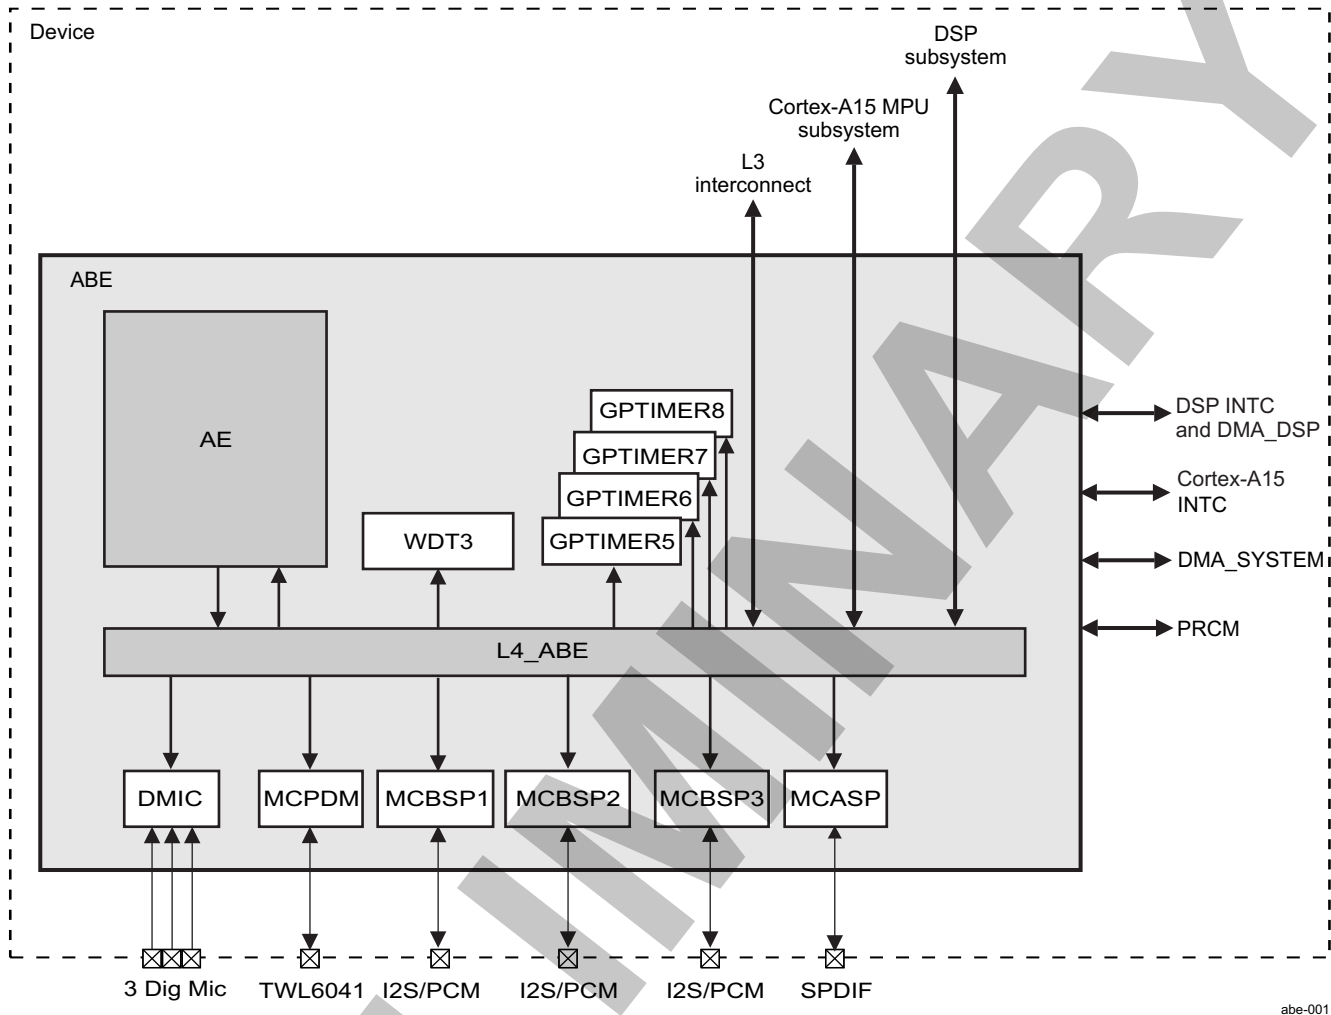 Device
DSP
subsystem
Cortex-A15 MPU
subsystem
L3
interconnect
ABE
AE
GPTIMER8
GPTIMER7
GPTIMER6
GPTIMER5
WDT3
DSP INTC
and DMA_DSP
Cortex-A15
INTC
DMA_SYSTEM
PRCM
L4_ABE
DMIC
MCPDM
MCBSP1
MCBSP2
MCBSP3
MCASP
3 Dig Mic
TWL6041
I2S/PCM
I2S/PCM
I2S/PCM
SPDIF
abe-001
IMINARY